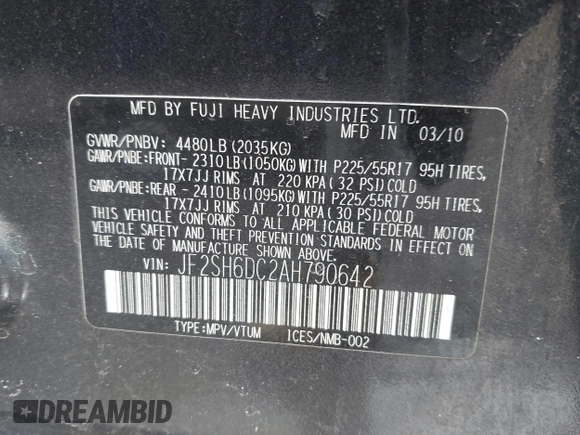 MFD BY FUJI HEAVY INDUSTRIES LTD.
MFD IN 03/10
GVWR/PNBV: 4480LB (2035KG)
GAWR/PNBE:FRONT- 2310LB(1050KG)WITH P225/55R17 95H TIRES,
17X7JJ RIMS AT 220 KPA( 32 PSI)COLD
GAWR/PNBE:REAR - 2410LB(1095KG)WITH P225/55R17 95H TIRES,
17X7JJ RIMS AT 210 KPA( 30 PSI)COLD
THIS VEHICLE CONFORMS TO ALL APPLICABLE FEDERAL MOTOR
VEHICLE SAFETY AND THEFT PREVENTION STANDARDS IN EFFECT ON
THE DATE OF MANUFACTURE SHOWN ABOVE.
VIN: JF2SH6DC2AH790642
TYPE:MPV/VTUM ICES/NMB-002
DREAMBID